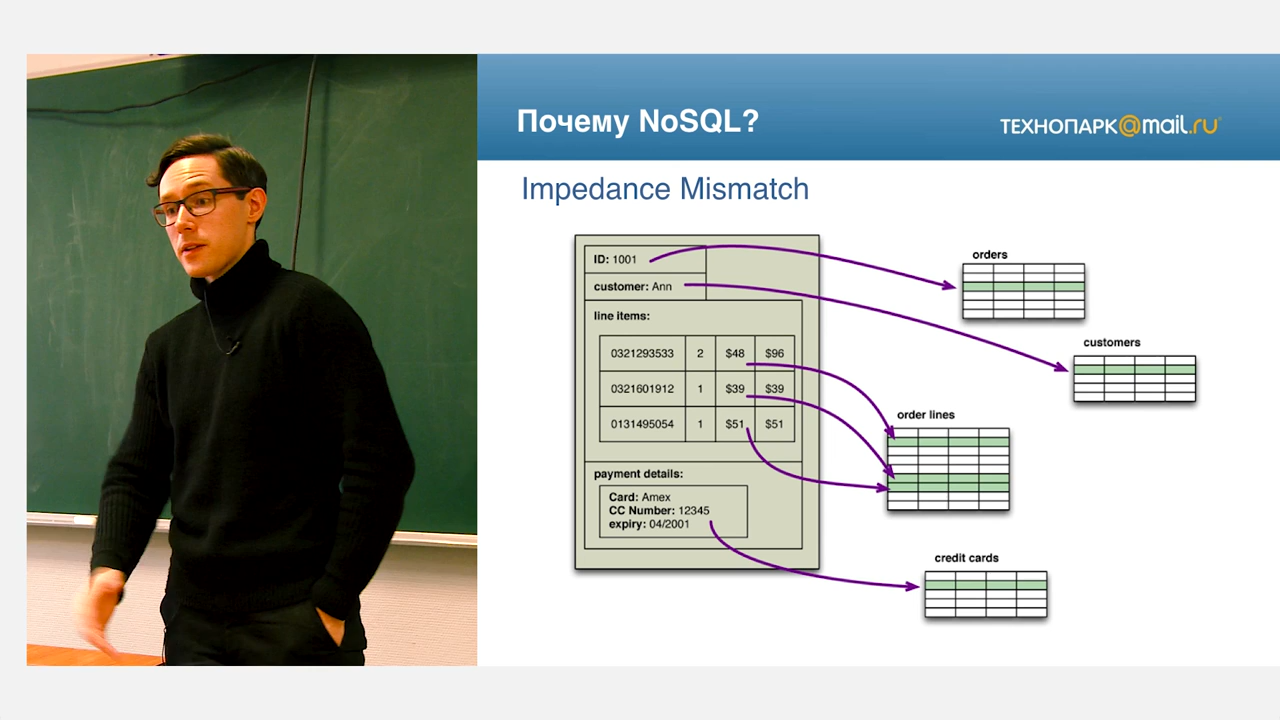 Почему NoSQL?
ТЕХНОПАРК@mail.ru
Impedance Mismatch
ID: 1001
customer: Ann
line items:
0321293533 2 $48 $96
0321601912 1 $39 $39
0131495054 1 $51 $51
payment details:
Card: Amex
CC Number: 12345
expiry: 04/2001
orders
customers
order lines
credit cards